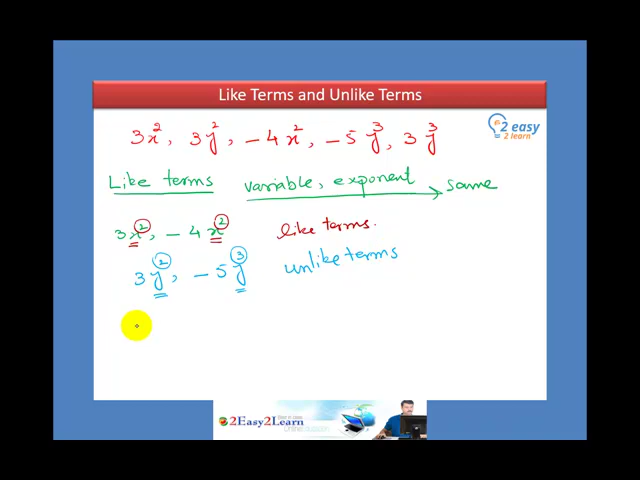 Like Terms and Unlike Terms
3x², 3y², -4x², -5y³, 3y³
2 easy
2 learn
Like terms variable, exponent → same
3x², -4x² like terms.
3y², -5y³ unlike terms
2Easy2Learn